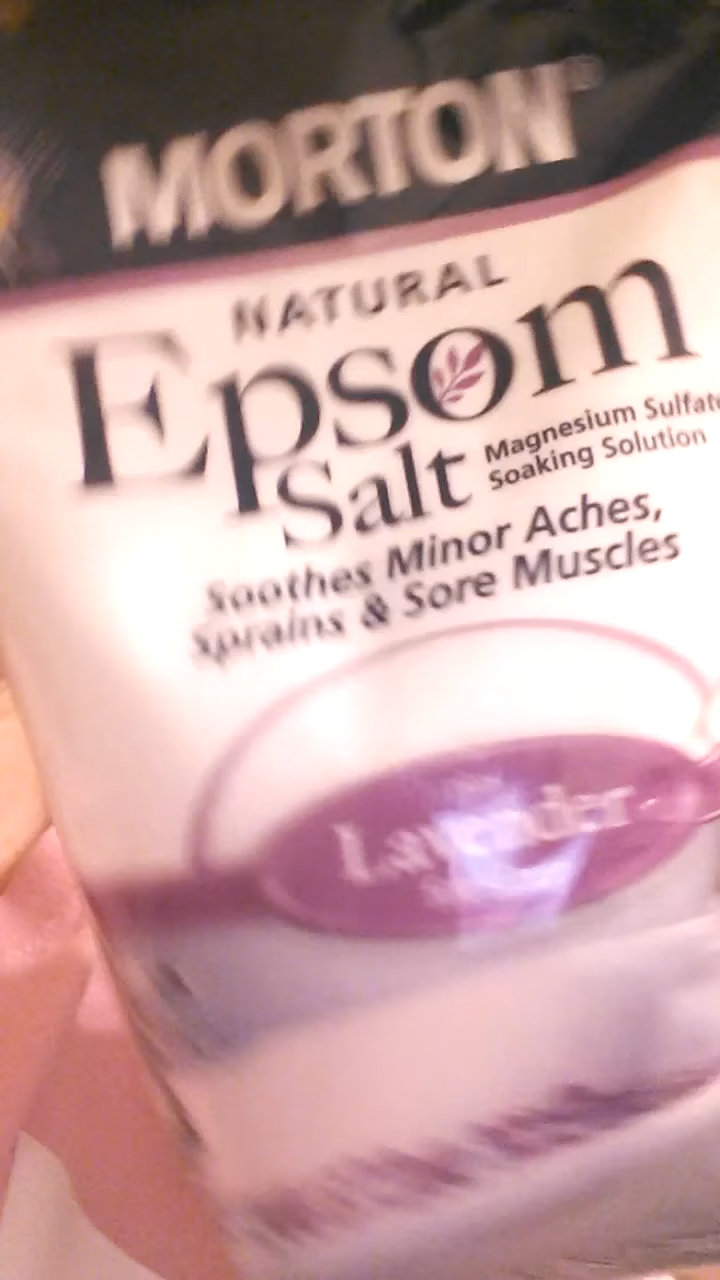 MORTON®
NATURAL
Epsom
Salt
Magnesium Sulfate
Soaking Solution
Soothes Minor Aches,
Sprains & Sore Muscles
Lavender